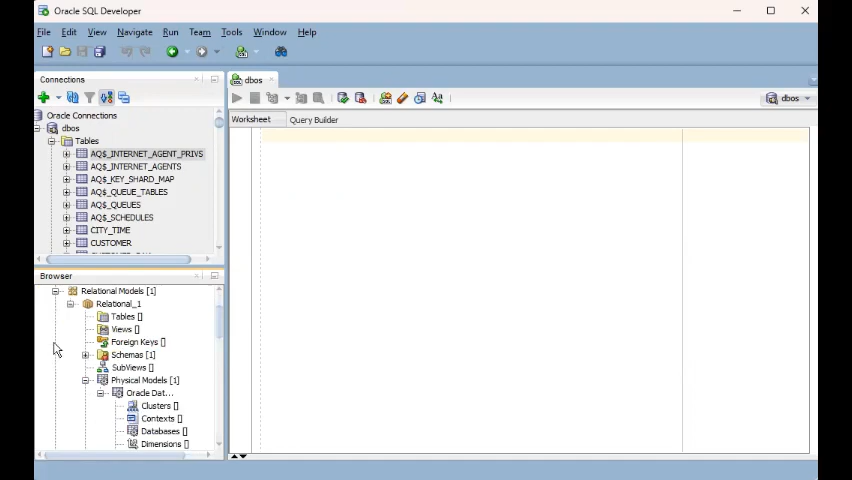 Oracle SQL Developer
File Edit View Navigate Run Team Tools Window Help
Connections
dbos
dbos
Oracle Connections
dbos
Tables
AQ$_INTERNET_AGENT_PRIVS
AQ$_INTERNET_AGENTS
AQ$_KEY_SHARD_MAP
AQ$_QUEUE_TABLES
AQ$_QUEUES
AQ$_SCHEDULES
CITY_TIME
CUSTOMER
Worksheet Query Builder
Browser
Relational Models [1]
Relational_1
Tables []
Views []
Foreign Keys []
Schemas [1]
SubViews []
Physical Models [1]
Oracle Dat...
Clusters []
Contexts []
Databases []
Dimensions []